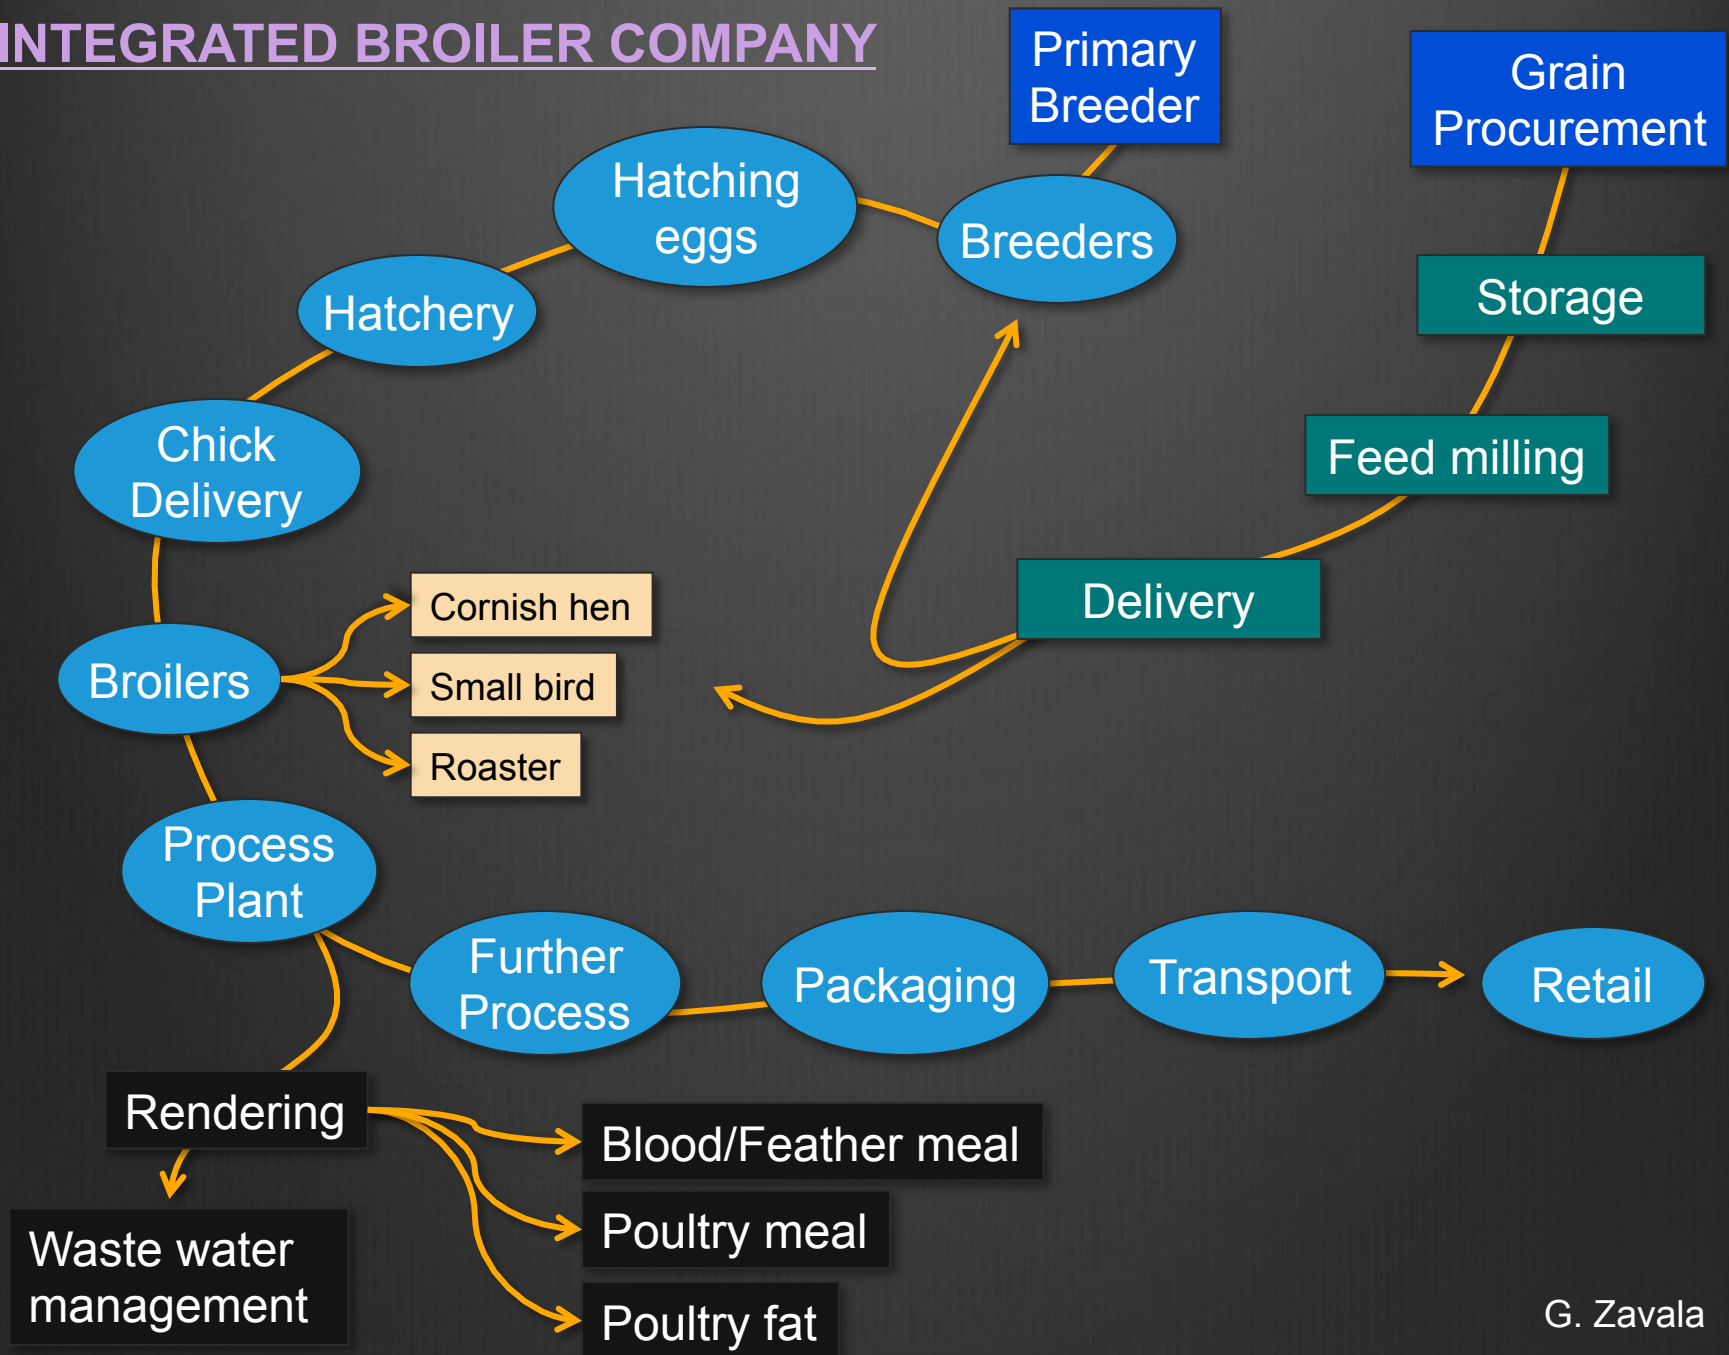 INTEGRATED BROILER COMPANY
Primary
Breeder
Grain
Procurement
Hatching
eggs
Breeders
Hatchery
Storage
Chick
Delivery
Feed milling
Cornish hen
Delivery
Broilers
Small bird
Roaster
Process
Plant
Further
Process
Packaging
Transport
Retail
Rendering
Blood/Feather meal
Poultry meal
Waste water
management
Poultry fat
G. Zavala